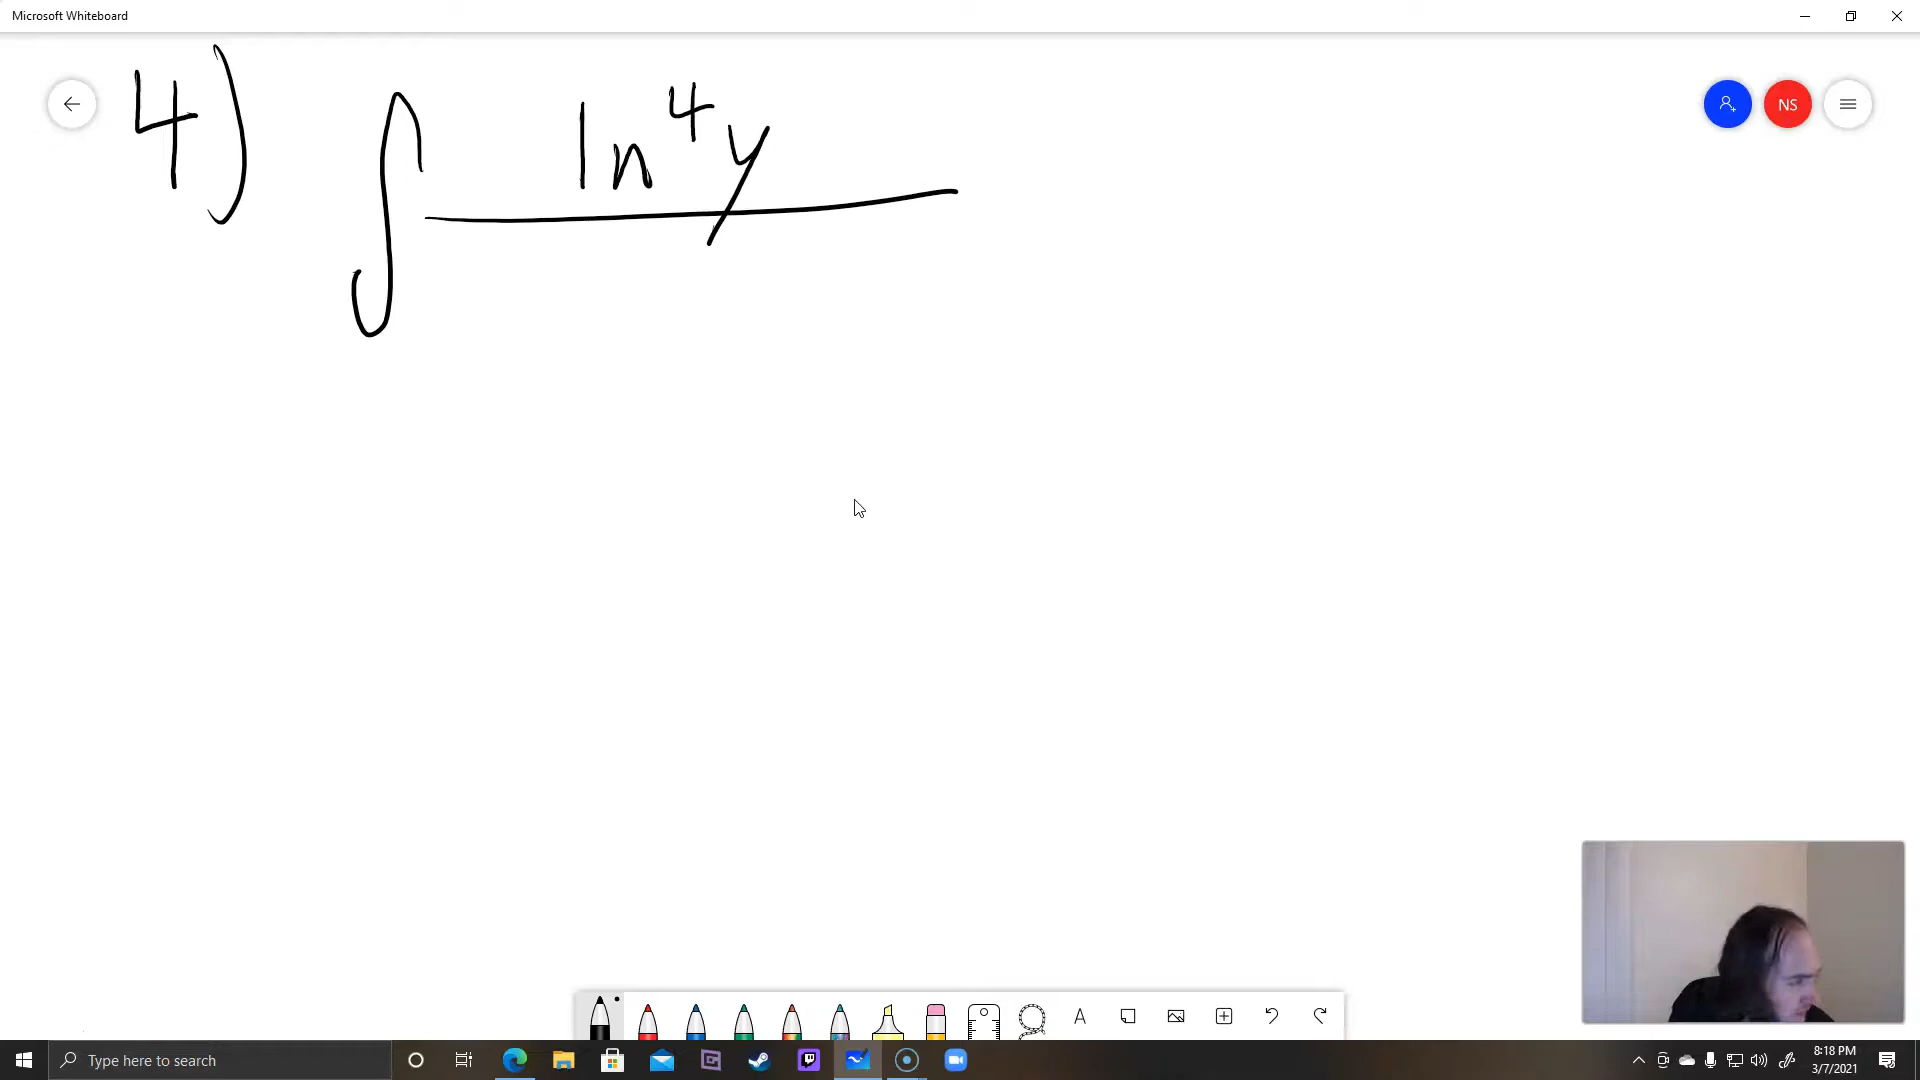 Microsoft Whiteboard
4) ∫ ln⁴y
NS
A
Type here to search
8:18 PM
3/7/2021